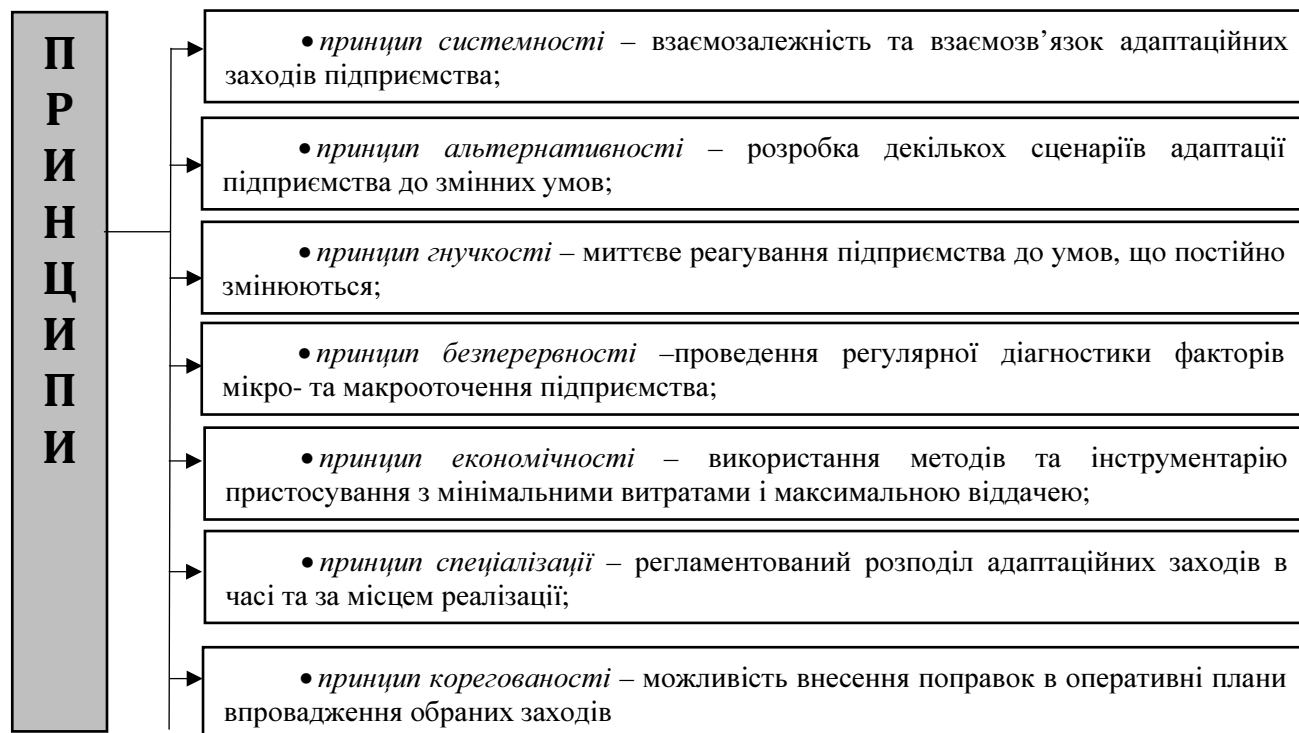 ПРИНЦИПИ
• принцип системності – взаємозалежність та взаємозв’язок адаптаційних
заходів підприємства;
• принцип альтернативності – розробка декількох сценаріїв адаптації
підприємства до змінних умов;
• принцип гнучкості – миттєве реагування підприємства до умов, що постійно
змінюються;
• принцип безперервності –проведення регулярної діагностики факторів
мікро- та макрооточення підприємства;
• принцип економічності – використання методів та інструментарію
пристосування з мінімальними витратами і максимальною віддачею;
• принцип спеціалізації – регламентований розподіл адаптаційних заходів в
часі та за місцем реалізації;
• принцип корегованості – можливість внесення поправок в оперативні плани
впровадження обраних заходів